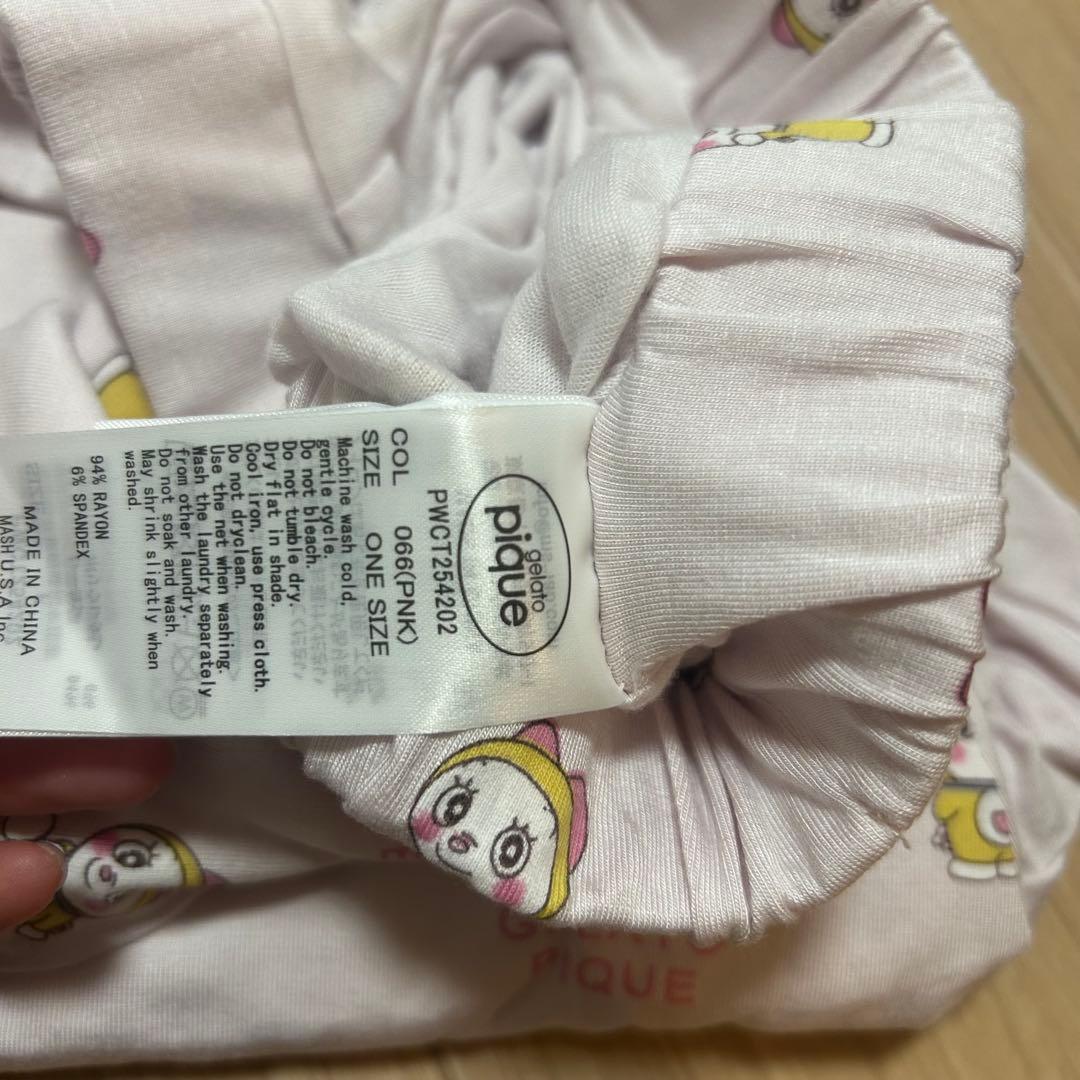 gelato
pique
PWCT254202
COL 066(PNK)
SIZE ONE SIZE
Machine wash cold,
gentle cycle.
Do not bleach.
Do not tumble dry.
Dry flat in shade.
Cool iron, use press cloth.
Do not dryclean.
Use the net when washing.
Wash the laundry separately
from other laundry.
Do not soak and wash.
May shrink slightly when
washed.
94% RAYON
6% SPANDEX
MADE IN CHINA
MASH U.S.A Inc
PIQUE